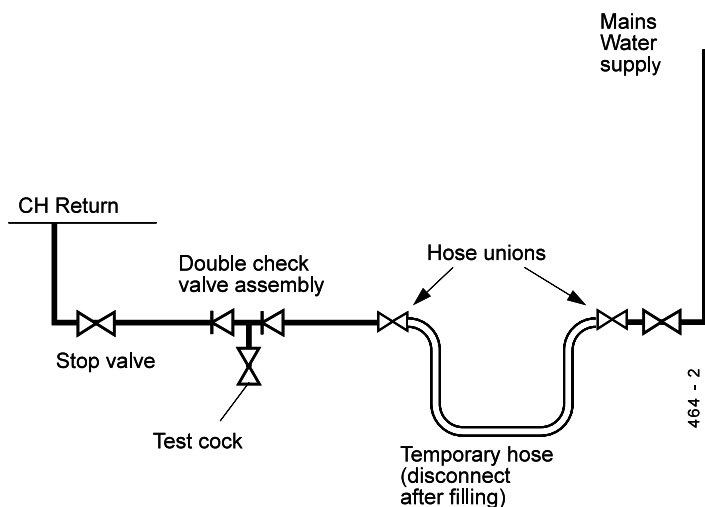 Mains
Water
supply
CH Return
Double check
valve assembly
Hose unions
Stop valve
Test cock
Temporary hose
(disconnect
after filling)
464 - 2